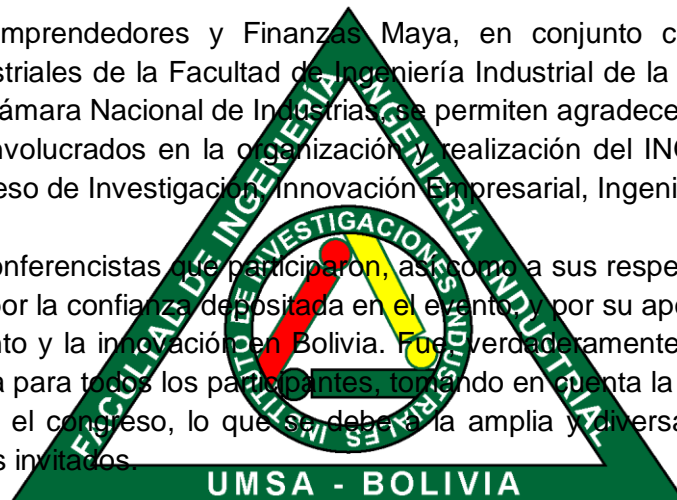 mprendedores y Finanzas Maya, en conjunto c
striales de la Facultad de Ingeniería Industrial de la
ámara Nacional de Industrias, se permiten agradece
nvolucrados en la organización y realización del IN
eso de Investigación, Innovación Empresarial, Ingeni
onferencistas que participaron, así como a sus respe
por la confianza depositada en el evento, y por su ap
nto y la innovación en Bolivia. Fue, verdaderamente
a para todos los participantes, tomando en cuenta la
el congreso, lo que se debe a la amplia y diversa
s invitados.
FACULTAD DE INGENIERÍA
INGENIERÍA INDUSTRIAL
INSTITUTO DE INVESTIGACIONES INDUSTRIALES
UMSA - BOLIVIA